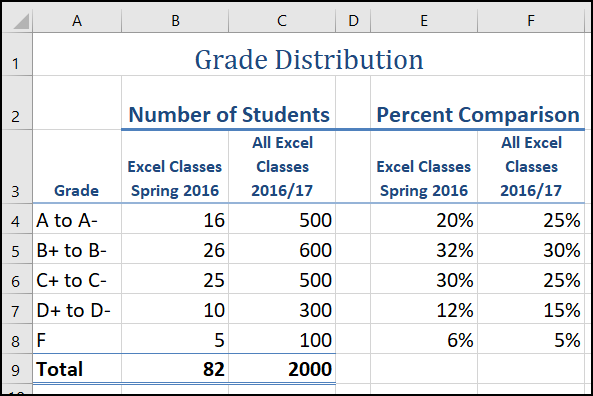 A B C D E F
1 Grade Distribution
2 Number of Students Percent Comparison
All Excel All Excel
Excel Classes Classes Excel Classes Classes
3 Grade Spring 2016 2016/17 Spring 2016 2016/17
4 A to A- 16 500 20% 25%
5 B+ to B- 26 600 32% 30%
6 C+ to C- 25 500 30% 25%
7 D+ to D- 10 300 12% 15%
8 F 5 100 6% 5%
9 Total 82 2000